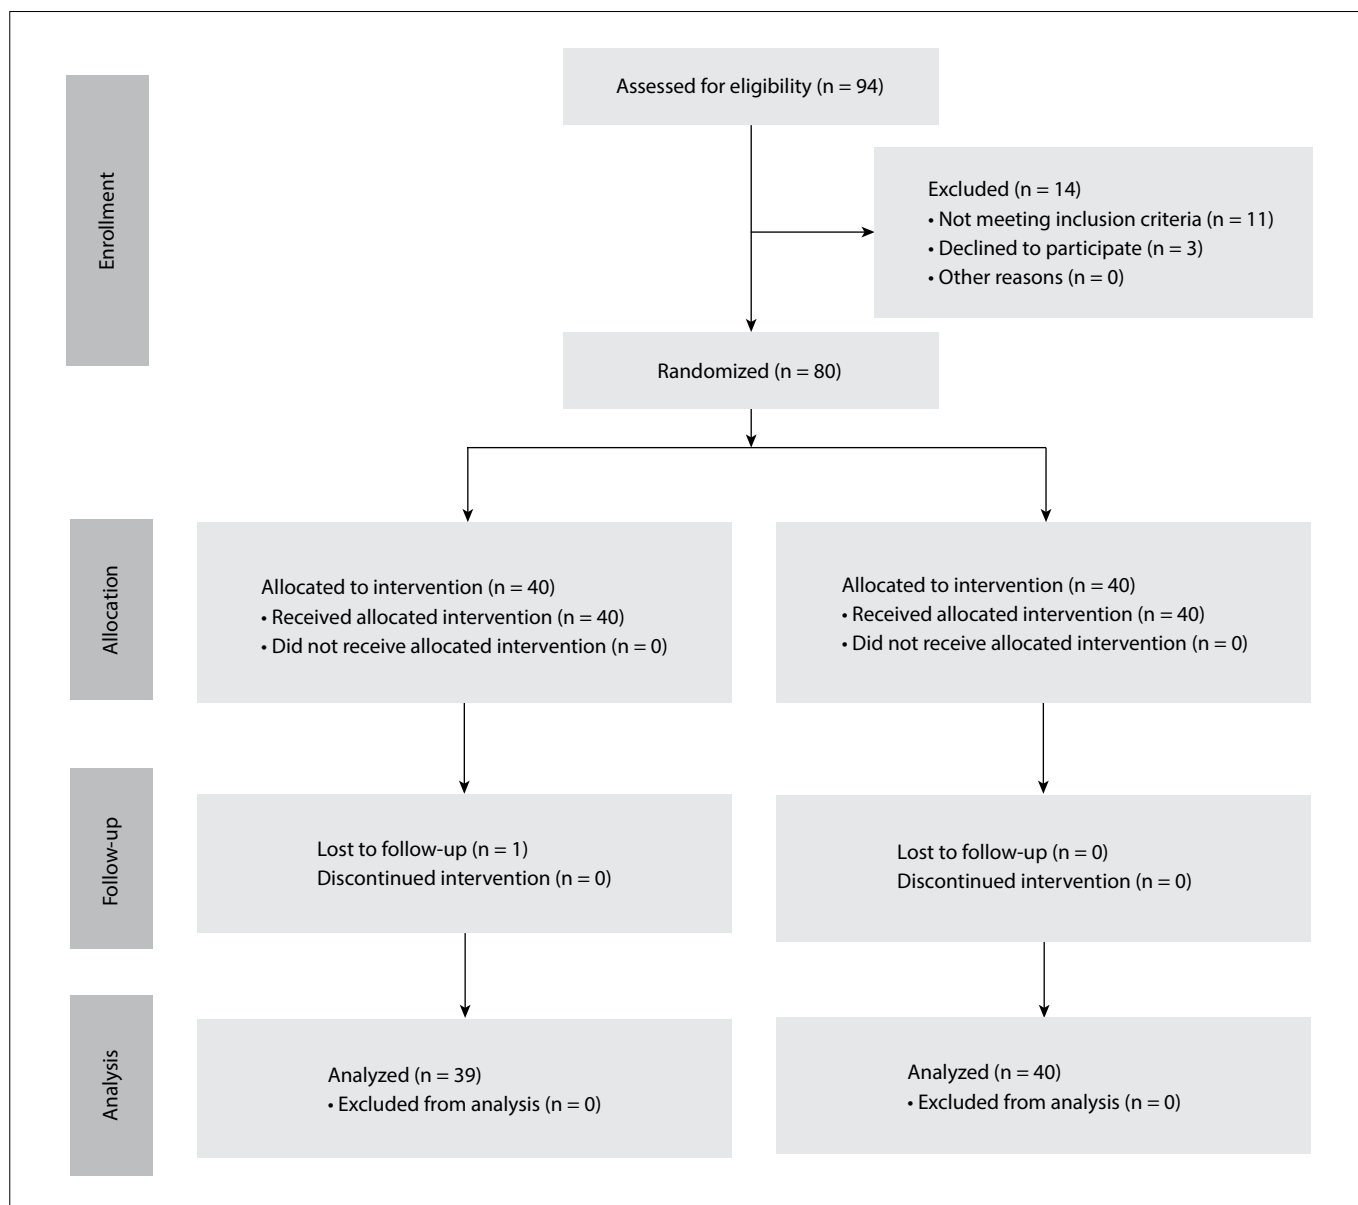 Enrollment
Assessed for eligibility (n = 94)
Excluded (n = 14)
• Not meeting inclusion criteria (n = 11)
• Declined to participate (n = 3)
• Other reasons (n = 0)
Randomized (n = 80)
Allocation
Allocated to intervention (n = 40)
• Received allocated intervention (n = 40)
• Did not receive allocated intervention (n = 0)
Allocated to intervention (n = 40)
• Received allocated intervention (n = 40)
• Did not receive allocated intervention (n = 0)
Follow-up
Lost to follow-up (n = 1)
Discontinued intervention (n = 0)
Lost to follow-up (n = 0)
Discontinued intervention (n = 0)
Analysis
Analyzed (n = 39)
• Excluded from analysis (n = 0)
Analyzed (n = 40)
• Excluded from analysis (n = 0)